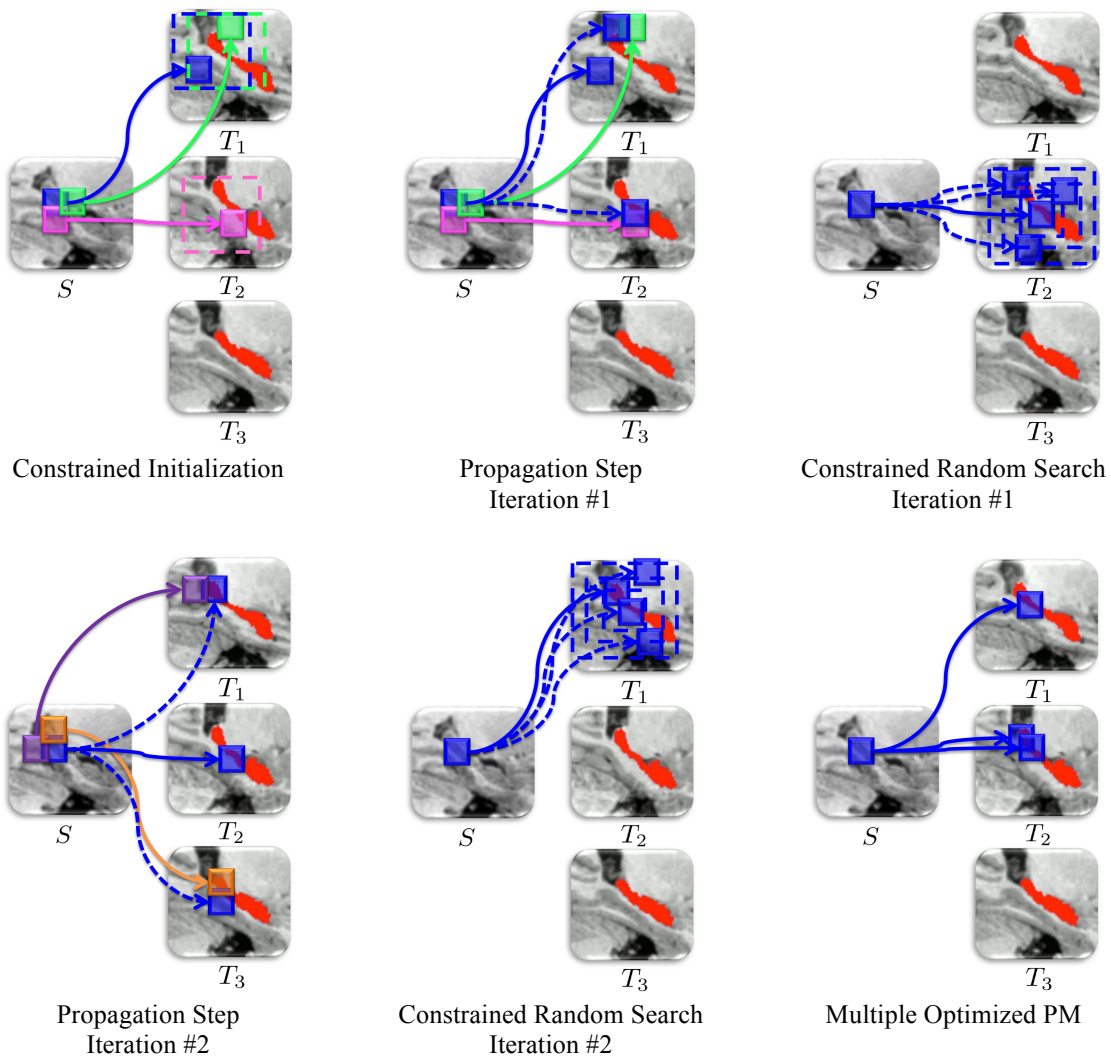 T1
S
T2
T3
Constrained Initialization
T1
S
T2
T3
Propagation Step
Iteration #1
T1
S
T2
T3
Constrained Random Search
Iteration #1
T1
S
T2
T3
Propagation Step
Iteration #2
T1
S
T2
T3
Constrained Random Search
Iteration #2
T1
S
T2
T3
Multiple Optimized PM